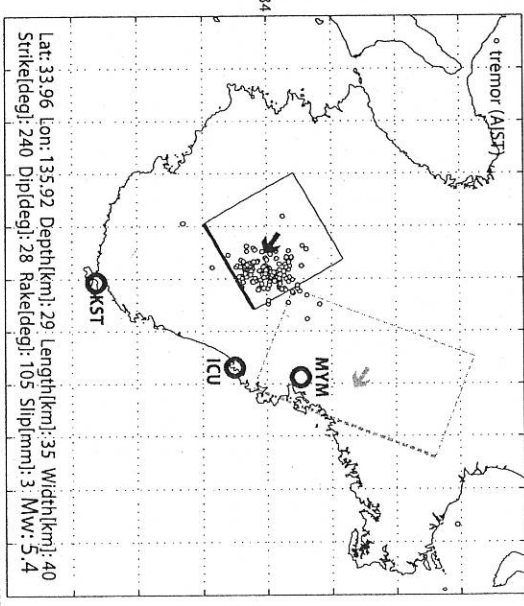 34
tremor (AIST)
MYM
ICU
KST
Lat: 33.96 Lon: 135.92 Depth[km]: 29 Length[km]: 35 Width[km]: 40
Strike[deg]: 240 Dip[deg]: 28 Rake[deg]: 105 Slip[mm]: 3 Mw: 5.4